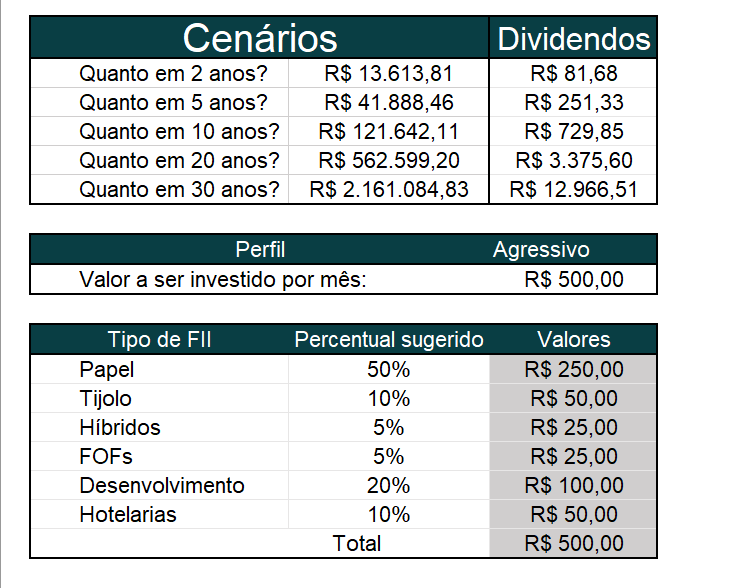 Cenários Dividendos
Quanto em 2 anos? R$ 13.613,81 R$ 81,68
Quanto em 5 anos? R$ 41.888,46 R$ 251,33
Quanto em 10 anos? R$ 121.642,11 R$ 729,85
Quanto em 20 anos? R$ 562.599,20 R$ 3.375,60
Quanto em 30 anos? R$ 2.161.084,83 R$ 12.966,51
Perfil Agressivo
Valor a ser investido por mês: R$ 500,00
Tipo de FII Percentual sugerido Valores
Papel 50% R$ 250,00
Tijolo 10% R$ 50,00
Híbridos 5% R$ 25,00
FOFs 5% R$ 25,00
Desenvolvimento 20% R$ 100,00
Hotelarias 10% R$ 50,00
Total R$ 500,00